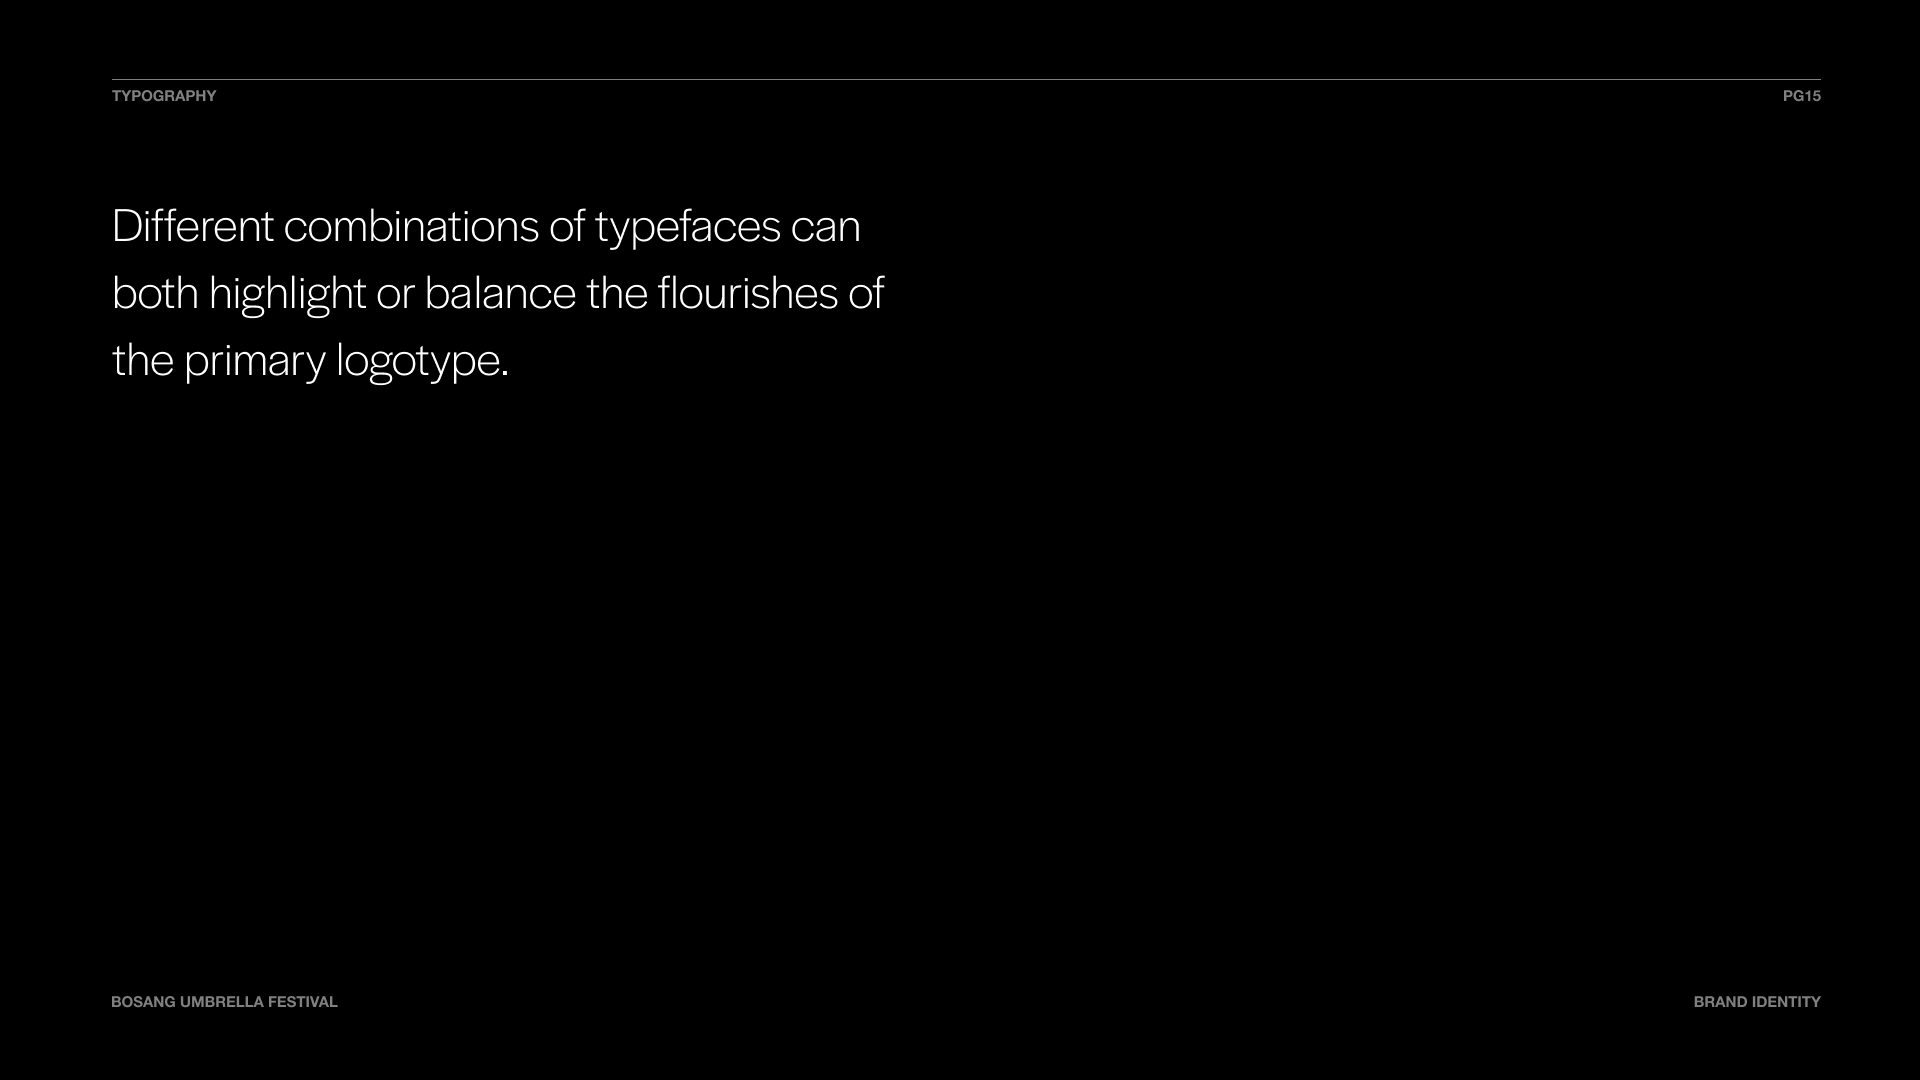 TYPOGRAPHY
PG15
Different combinations of typefaces can
both highlight or balance the flourishes of
the primary logotype.
BOSANG UMBRELLA FESTIVAL
BRAND IDENTITY